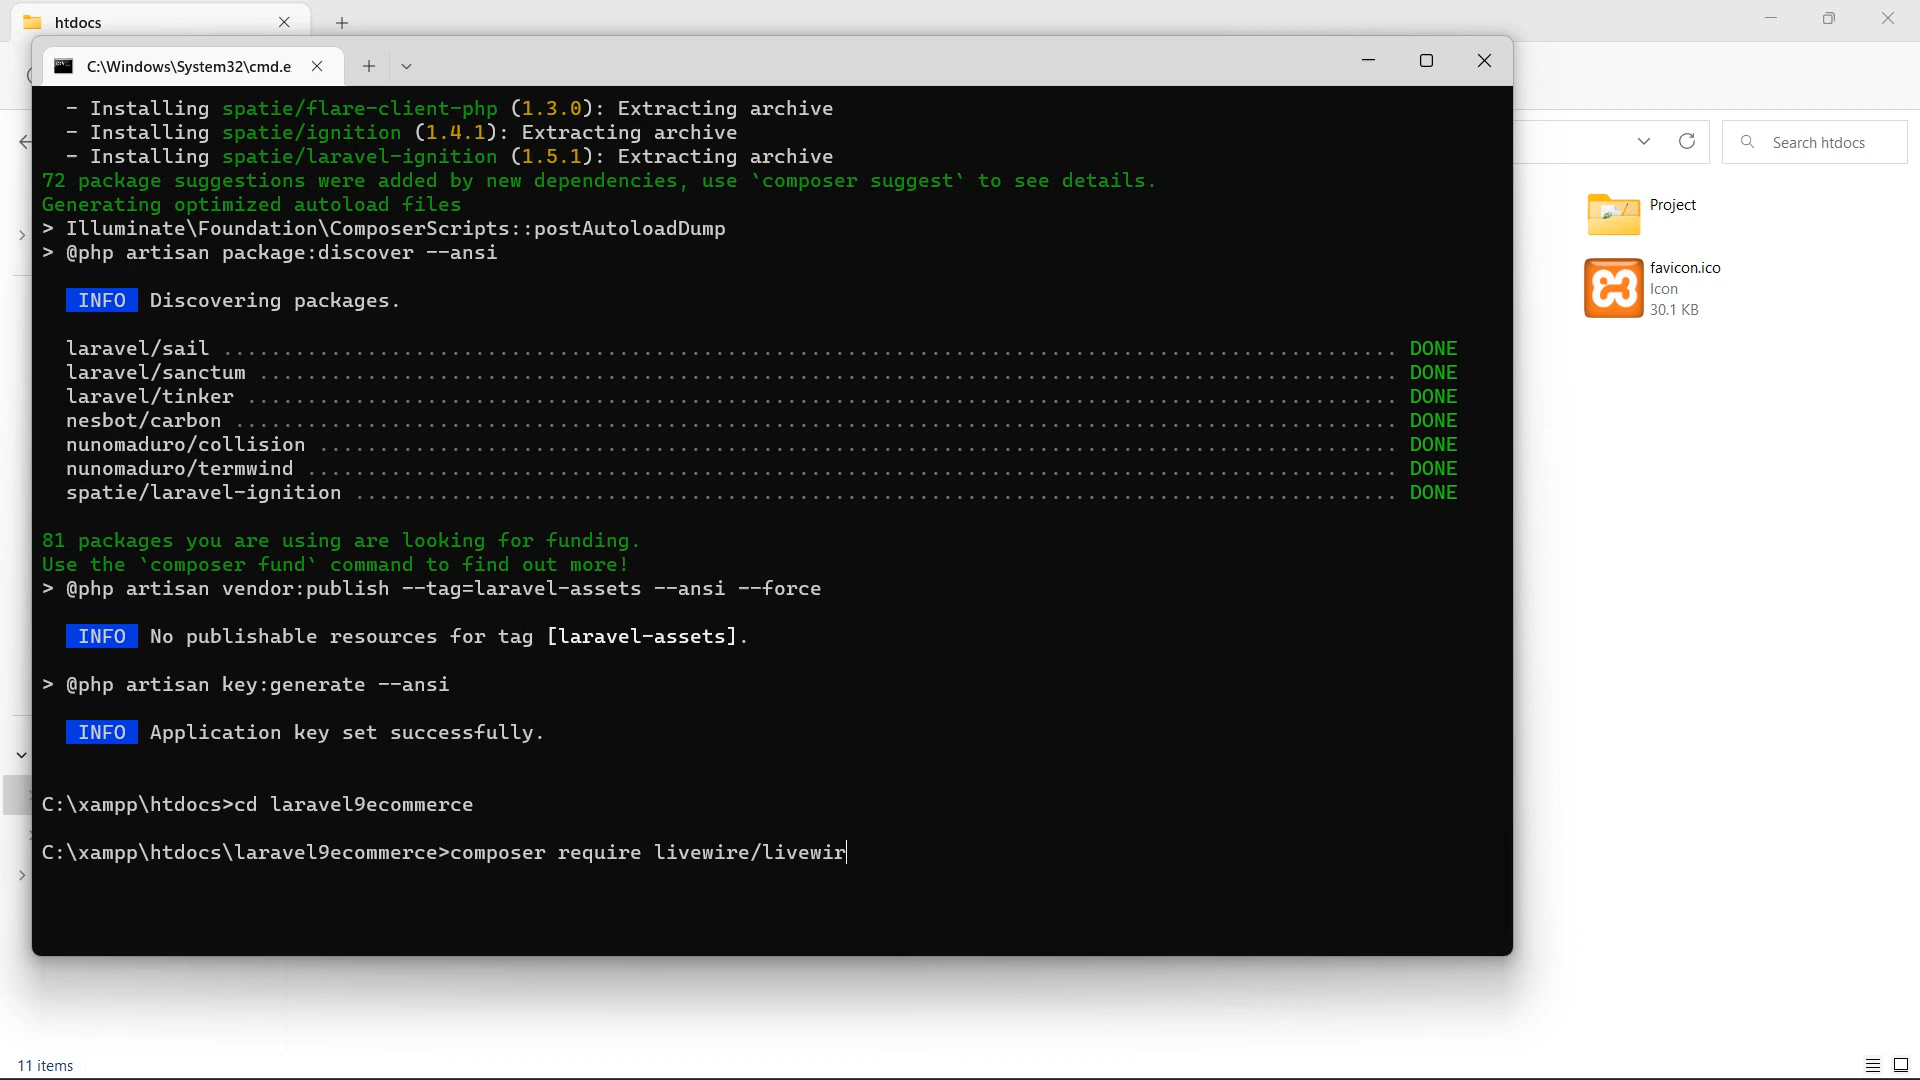 htdocs
C:\Windows\System32\cmd.e
- Installing spatie/flare-client-php (1.3.0): Extracting archive
- Installing spatie/ignition (1.4.1): Extracting archive
- Installing spatie/laravel-ignition (1.5.1): Extracting archive
72 package suggestions were added by new dependencies, use `composer suggest` to see details.
Generating optimized autoload files
> Illuminate\Foundation\ComposerScripts::postAutoloadDump
> @php artisan package:discover --ansi
INFO Discovering packages.
laravel/sail .................................................................................................. DONE
laravel/sanctum ............................................................................................... DONE
laravel/tinker ................................................................................................ DONE
nesbot/carbon ................................................................................................. DONE
nunomaduro/collision .......................................................................................... DONE
nunomaduro/termwind ........................................................................................... DONE
spatie/laravel-ignition ....................................................................................... DONE
81 packages you are using are looking for funding.
Use the `composer fund` command to find out more!
> @php artisan vendor:publish --tag=laravel-assets --ansi --force
INFO No publishable resources for tag [laravel-assets].
> @php artisan key:generate --ansi
INFO Application key set successfully.
C:\xampp\htdocs>cd laravel9ecommerce
C:\xampp\htdocs\laravel9ecommerce>composer require livewire/livewir
Search htdocs
Project
favicon.ico
Icon
30.1 KB
11 items